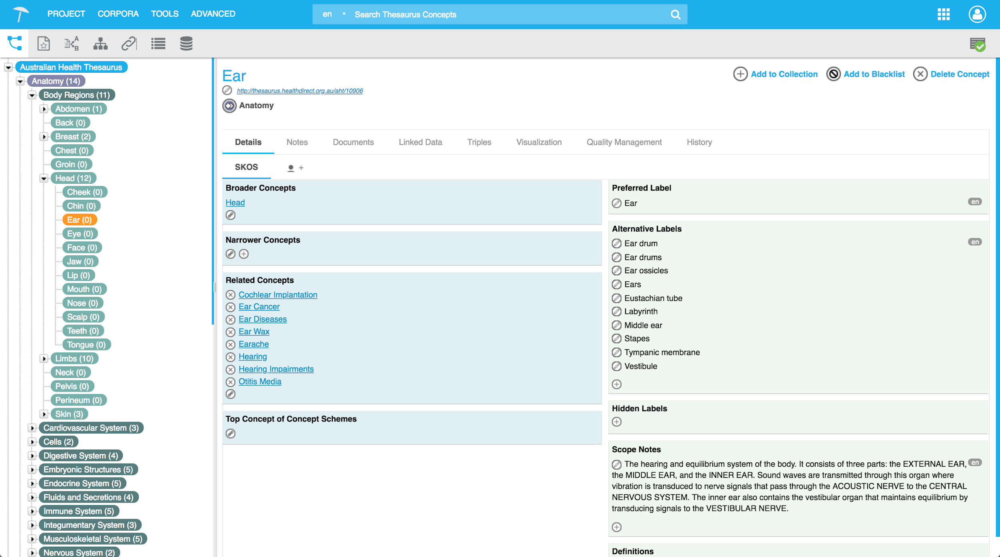 PROJECT CORPORA TOOLS ADVANCED
en Search Thesaurus Concepts
A
B
Australian Health Thesaurus
Anatomy (14)
Body Regions (11)
Abdomen (1)
Back (0)
Breast (2)
Chest (0)
Groin (0)
Head (12)
Cheek (0)
Chin (0)
Ear (0)
Eye (0)
Face (0)
Jaw (0)
Lip (0)
Mouth (0)
Nose (0)
Scalp (0)
Teeth (0)
Tongue (0)
Limbs (10)
Neck (0)
Pelvis (0)
Perineum (0)
Skin (3)
Cardiovascular System (3)
Cells (2)
Digestive System (4)
Embryonic Structures (5)
Endocrine System (5)
Fluids and Secretions (4)
Immune System (5)
Integumentary System (3)
Musculoskeletal System (5)
Nervous System (2)
Ear
http://thesaurus.healthdirect.org.au/aht/10906
Anatomy
Add to Collection Add to Blacklist Delete Concept
Details Notes Documents Linked Data Triples Visualization Quality Management History
SKOS +
Broader Concepts
Head
Narrower Concepts
Related Concepts
Cochlear Implantation
Ear Cancer
Ear Diseases
Ear Wax
Earache
Hearing
Hearing Impairments
Otitis Media
Top Concept of Concept Schemes
Preferred Label
Ear en
Alternative Labels
Ear drum en
Ear drums
Ear ossicles
Ears
Eustachian tube
Labyrinth
Middle ear
Stapes
Tympanic membrane
Vestibule
Hidden Labels
Scope Notes
The hearing and equilibrium system of the body. It consists of three parts: the EXTERNAL EAR, en
the MIDDLE EAR, and the INNER EAR. Sound waves are transmitted through this organ where
vibration is transduced to nerve signals that pass through the ACOUSTIC NERVE to the CENTRAL
NERVOUS SYSTEM. The inner ear also contains the vestibular organ that maintains equilibrium by
transducing signals to the VESTIBULAR NERVE.
Definitions